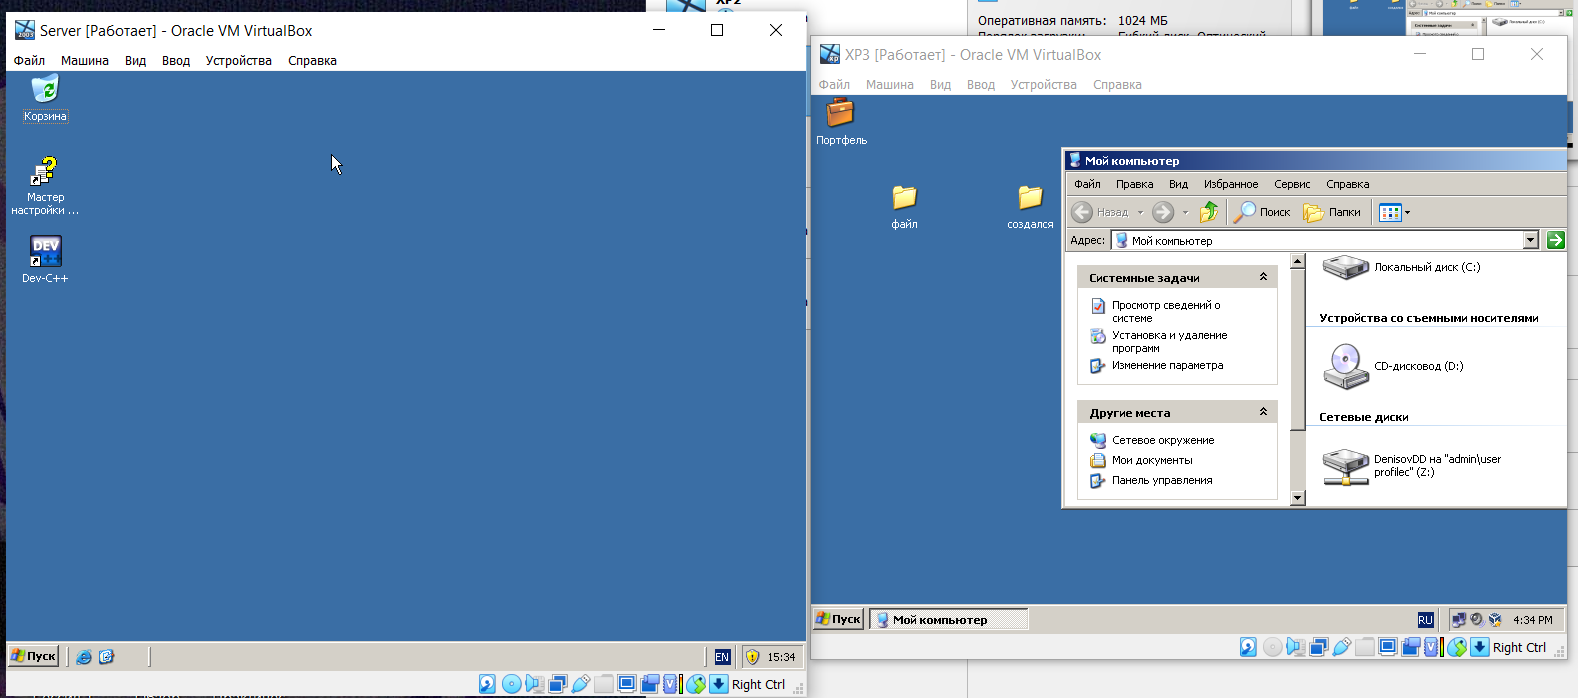 XP2
Оперативная память: 1024 МБ
Server [Работает] - Oracle VM VirtualBox
Файл Машина Вид Ввод Устройства Справка
Корзина
Мастер
настройки ...
DEV
Dev-C++
Пуск
EN
15:34
Right Ctrl
XP3 [Работает] - Oracle VM VirtualBox
Файл Машина Вид Ввод Устройства Справка
Портфель
файл
создался
Мой компьютер
Файл Правка Вид Избранное Сервис Справка
Назад Поиск Папки
Адрес: Мой компьютер
Системные задачи
Просмотр сведений о
системе
Установка и удаление
программ
Изменение параметра
Другие места
Сетевое окружение
Мои документы
Панель управления
Локальный диск (C:)
Устройства со съемными носителями
CD-дисковод (D:)
Сетевые диски
DenisovDD на "admin\user
profilec" (Z:)
Пуск
Мой компьютер
RU
4:34 PM
Right Ctrl